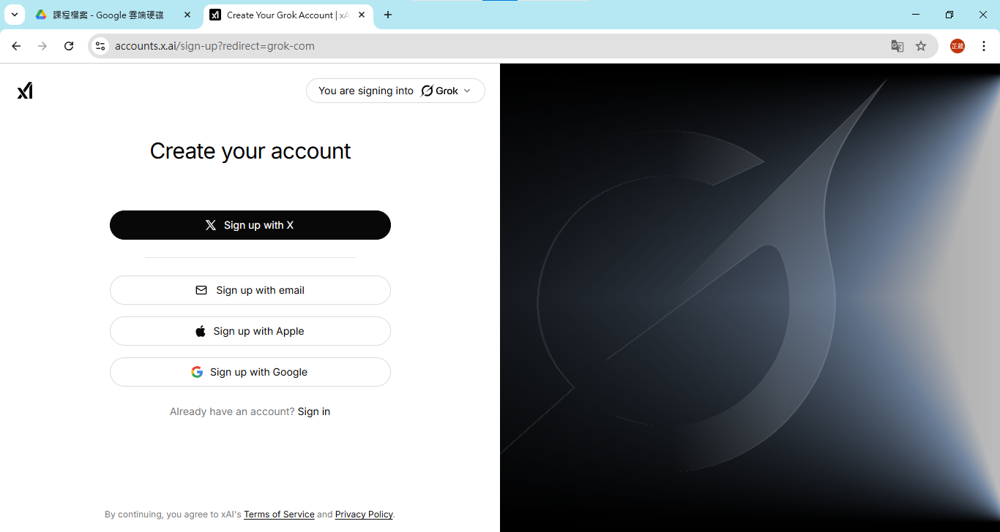 課程檔案 - Google 雲端硬碟
Create Your Grok Account | xA
accounts.x.ai/sign-up?redirect=grok-com
芷葳
xI
You are signing into Grok
Create your account
Sign up with X
Sign up with email
Sign up with Apple
Sign up with Google
Already have an account? Sign in
By continuing, you agree to xAI's Terms of Service and Privacy Policy.